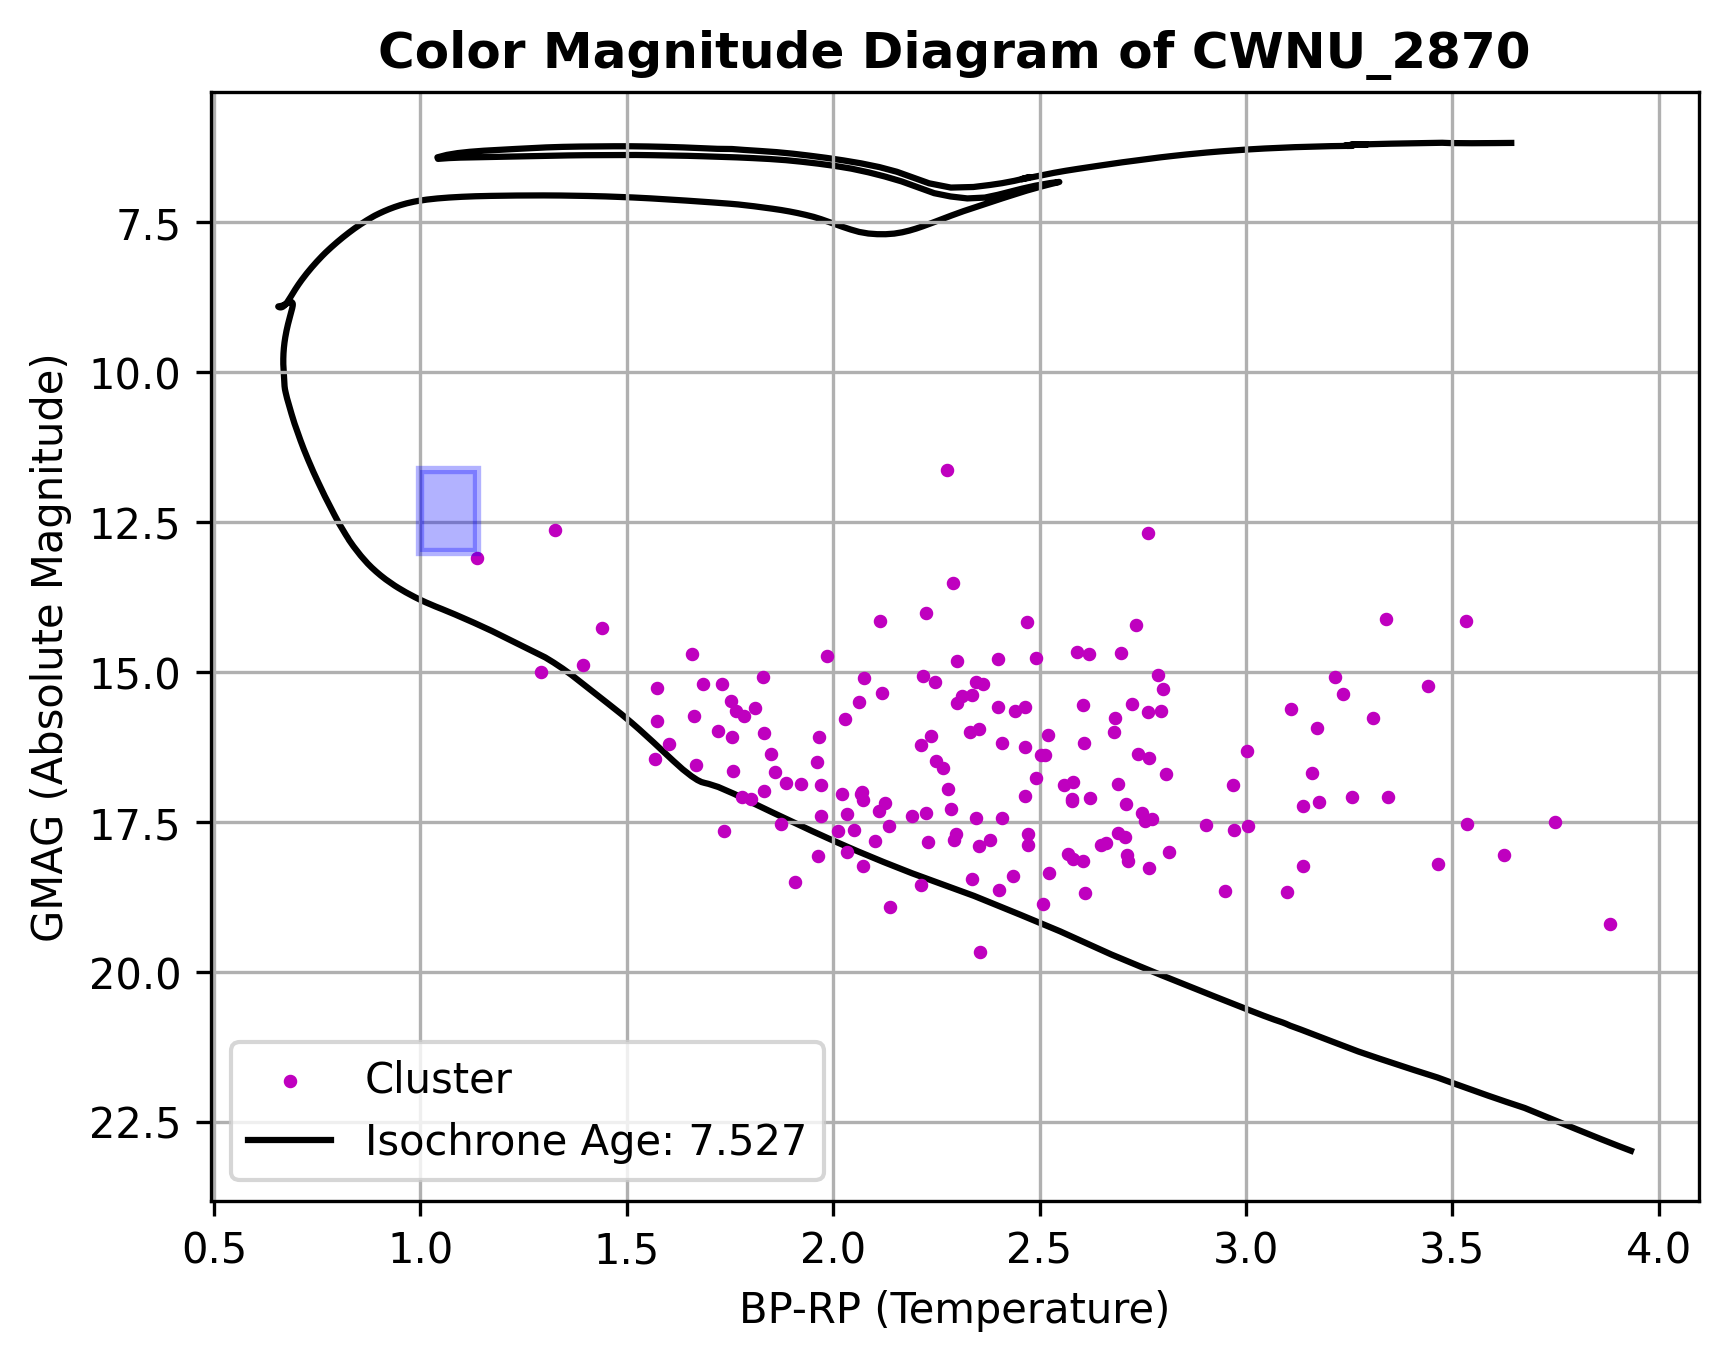 Color Magnitude Diagram of CWNU_2870
GMAG (Absolute Magnitude)
7.5
10.0
12.5
15.0
17.5
20.0
22.5
Cluster
Isochrone Age: 7.527
0.5 1.0 1.5 2.0 2.5 3.0 3.5 4.0
BP-RP (Temperature)